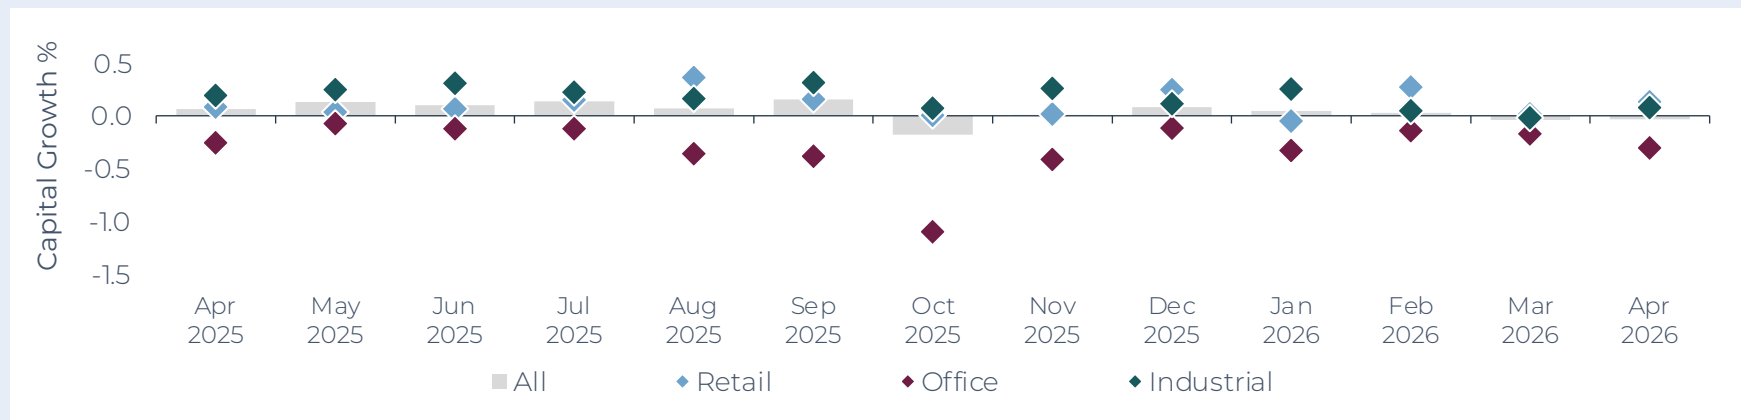 Capital Growth %
0.5
0.0
-0.5
-1.0
-1.5
Apr 2025
May 2025
Jun 2025
Jul 2025
Aug 2025
Sep 2025
Oct 2025
Nov 2025
Dec 2025
Jan 2026
Feb 2026
Mar 2026
Apr 2026
All
Retail
Office
Industrial